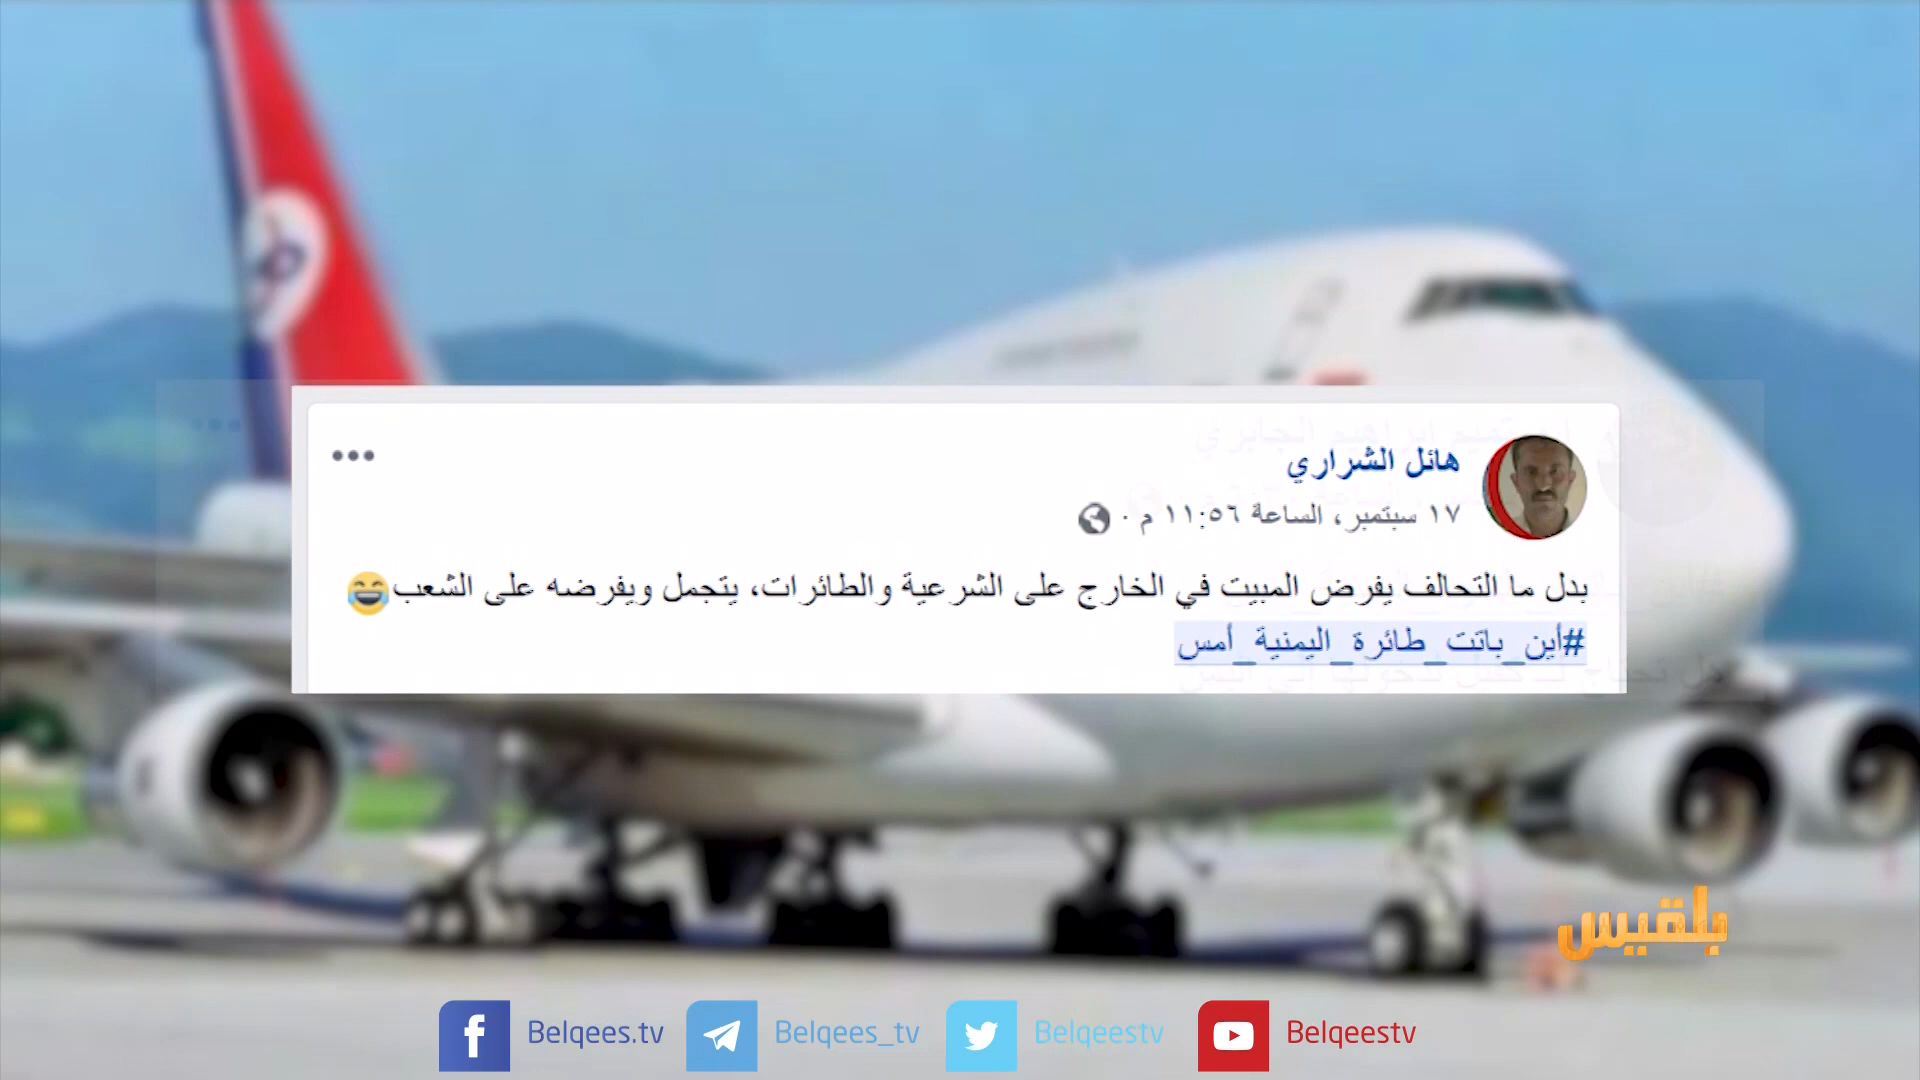 هائل الشراري
١٧ سبتمبر، الساعة ١١:٥٦ م ·
بدل ما التحالف يفرض المبيت في الخارج على الشرعية والطائرات، يتجمل ويفرضه على الشعب😂
#أين_باتت_طائرة_اليمنية_أمس
بلقيس
Belqees.tv
Belqees_tv
Belqeestv
Belqeestv